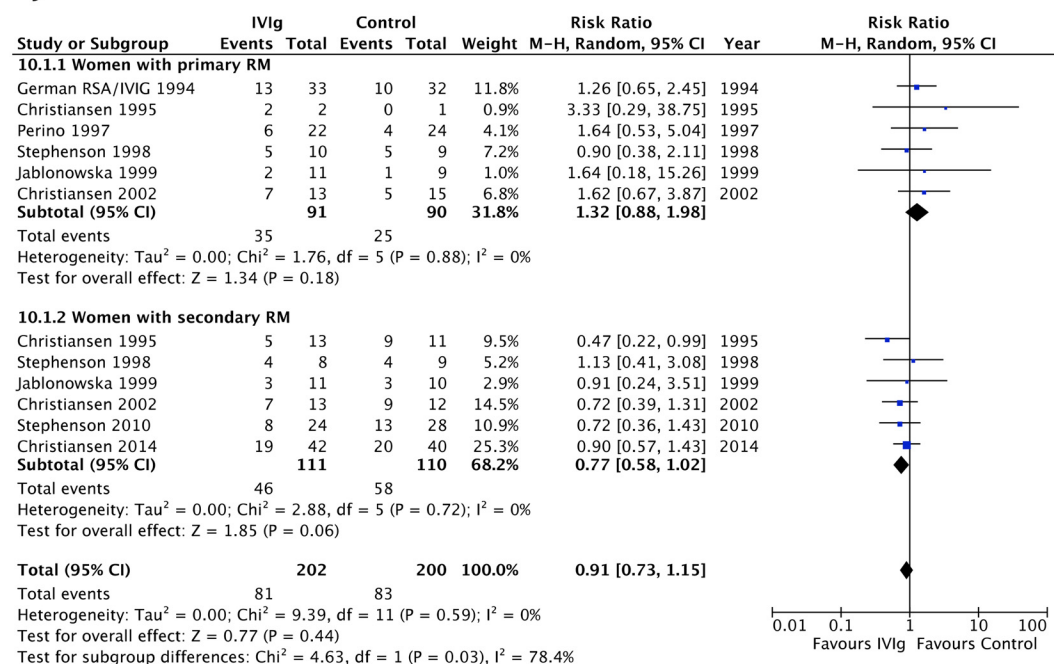 IVIg Control Risk Ratio Risk Ratio
Study or Subgroup Events Total Events Total Weight M-H, Random, 95% CI Year M-H, Random, 95% CI
10.1.1 Women with primary RM
German RSA/IVIG 1994 13 33 10 32 11.8% 1.26 [0.65, 2.45] 1994
Christiansen 1995 2 2 0 1 0.9% 3.33 [0.29, 38.75] 1995
Perino 1997 6 22 4 24 4.1% 1.64 [0.53, 5.04] 1997
Stephenson 1998 5 10 5 9 7.2% 0.90 [0.38, 2.11] 1998
Jablonowska 1999 2 11 1 9 1.0% 1.64 [0.18, 15.26] 1999
Christiansen 2002 7 13 5 15 6.8% 1.62 [0.67, 3.87] 2002
Subtotal (95% CI) 91 90 31.8% 1.32 [0.88, 1.98]
Total events 35 25
Heterogeneity: Tau² = 0.00; Chi² = 1.76, df = 5 (P = 0.88); I² = 0%
Test for overall effect: Z = 1.34 (P = 0.18)
10.1.2 Women with secondary RM
Christiansen 1995 5 13 9 11 9.5% 0.47 [0.22, 0.99] 1995
Stephenson 1998 4 8 4 9 5.2% 1.13 [0.41, 3.08] 1998
Jablonowska 1999 3 11 3 10 2.9% 0.91 [0.24, 3.51] 1999
Christiansen 2002 7 13 9 12 14.5% 0.72 [0.39, 1.31] 2002
Stephenson 2010 8 24 13 28 10.9% 0.72 [0.36, 1.43] 2010
Christiansen 2014 19 42 20 40 25.3% 0.90 [0.57, 1.43] 2014
Subtotal (95% CI) 111 110 68.2% 0.77 [0.58, 1.02]
Total events 46 58
Heterogeneity: Tau² = 0.00; Chi² = 2.88, df = 5 (P = 0.72); I² = 0%
Test for overall effect: Z = 1.85 (P = 0.06)
Total (95% CI) 202 200 100.0% 0.91 [0.73, 1.15]
Total events 81 83
Heterogeneity: Tau² = 0.00; Chi² = 9.39, df = 11 (P = 0.59); I² = 0%
Test for overall effect: Z = 0.77 (P = 0.44)
Test for subgroup differences: Chi² = 4.63, df = 1 (P = 0.03), I² = 78.4%
0.01 0.1 1 10 100
Favours IVIg Favours Control